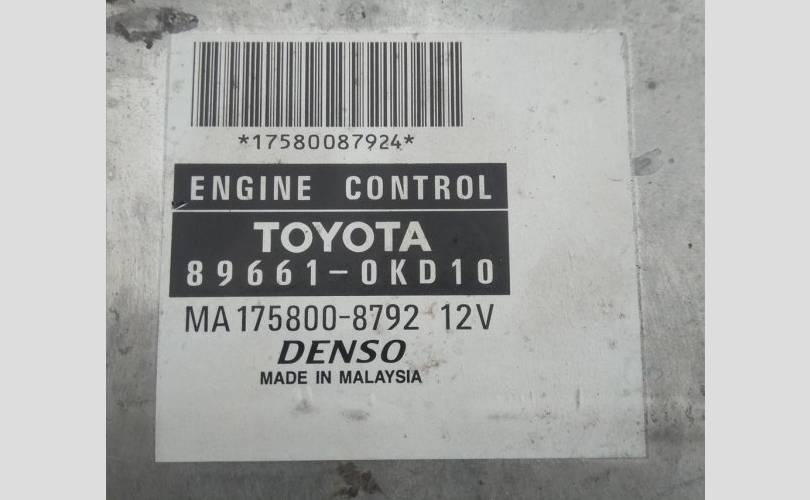 *17580087924*
ENGINE CONTROL
TOYOTA
89661-0KD10
MA175800-8792 12V
DENSO
MADE IN MALAYSIA